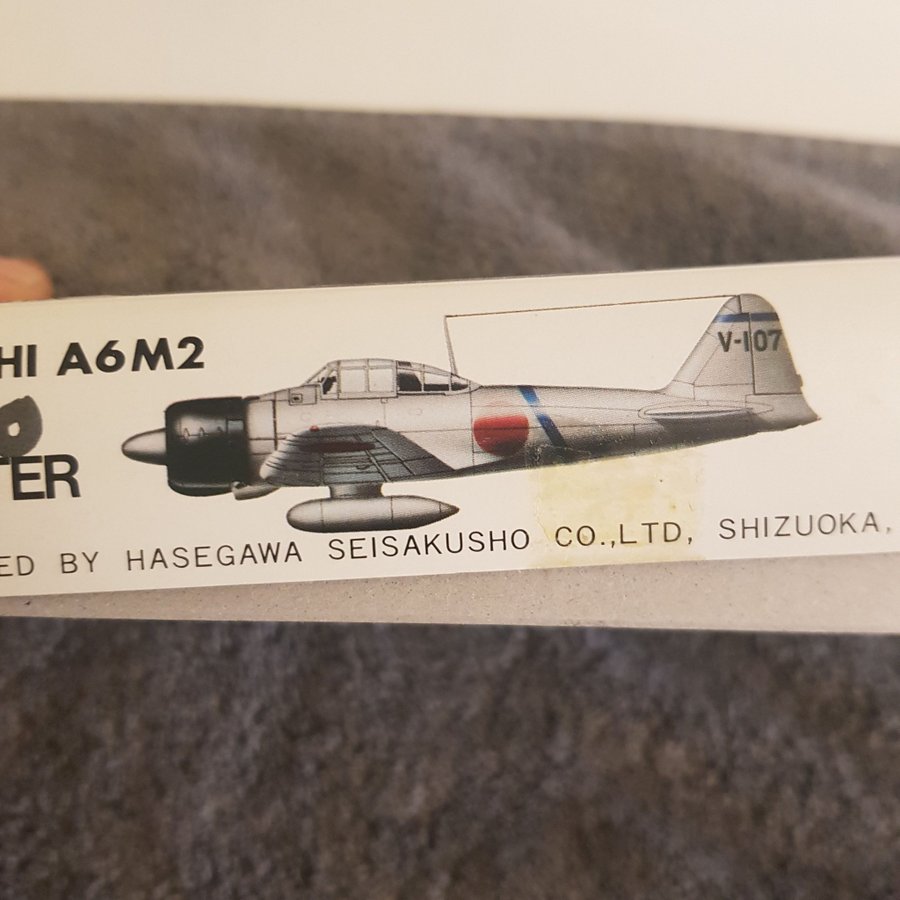 HI A6M2
V-107
O
TER
ED BY HASEGAWA SEISAKUSHO CO.,LTD, SHIZUOKA,